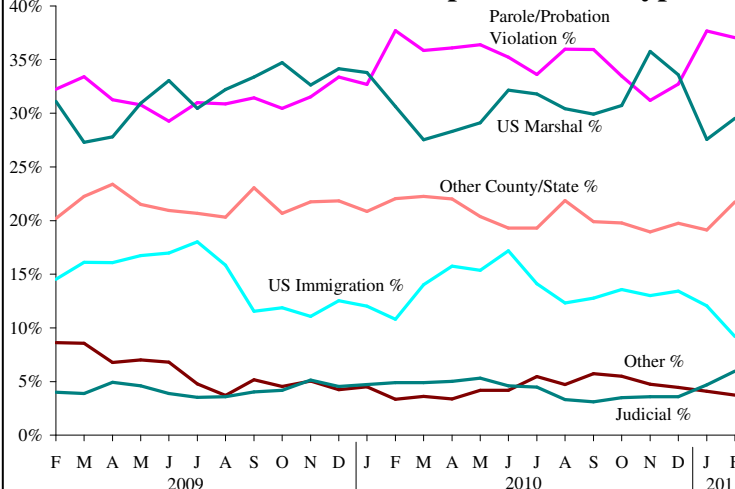 40%
Parole/Probation
Violation %
35%
30%
US Marshal %
25%
Other County/State %
20%
15%
US Immigration %
10%
Other %
5%
Judicial %
0%
F M A M J J A S O N D J F M A M J J A S O N D J
2009 2010